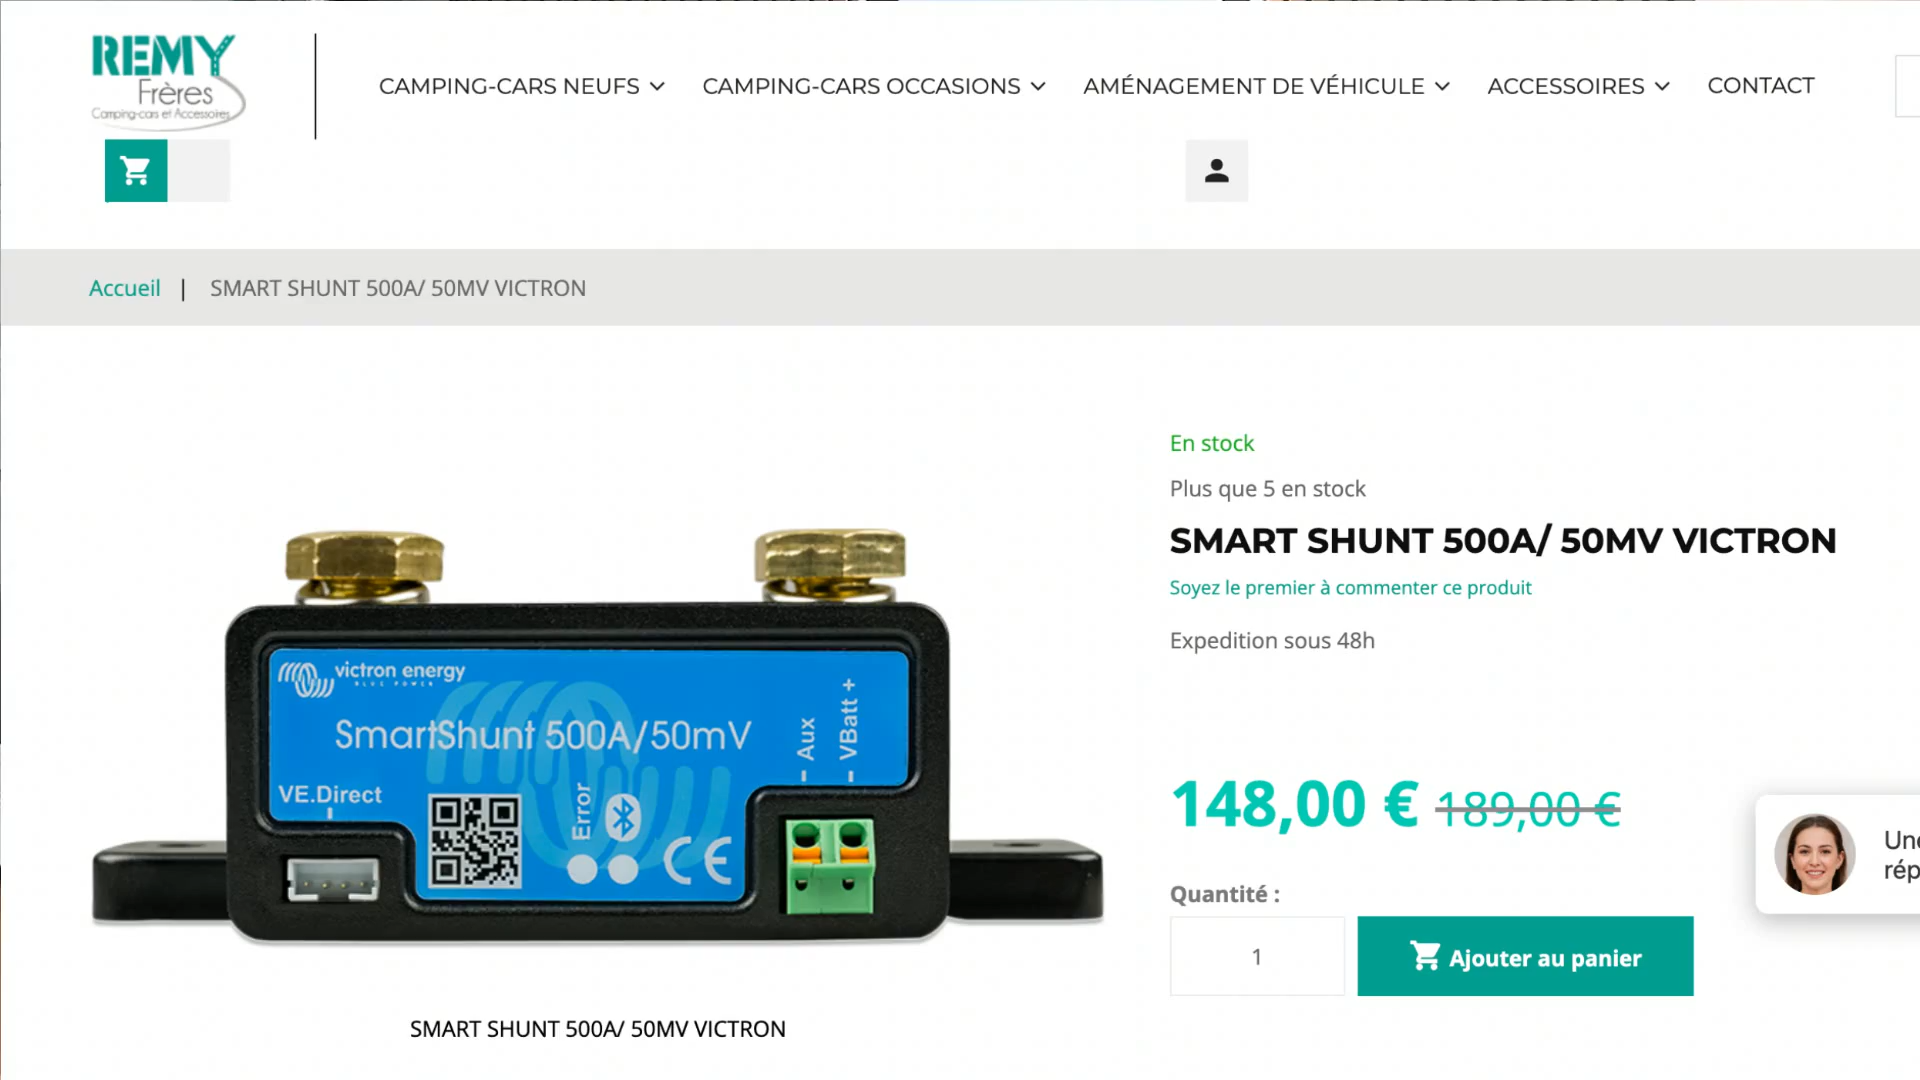 REMY
Frères
Camping-cars et Accessoires
CAMPING-CARS NEUFS
CAMPING-CARS OCCASIONS
AMÉNAGEMENT DE VÉHICULE
ACCESSOIRES
CONTACT
Accueil | SMART SHUNT 500A/ 50MV VICTRON
En stock
Plus que 5 en stock
SMART SHUNT 500A/ 50MV VICTRON
Soyez le premier à commenter ce produit
Expedition sous 48h
victron energy
BLUE POWER
SmartShunt 500A/50mV
Aux
VBatt +
VE.Direct
Error
CE
148,00 € 189,00 €
Quantité :
1
Ajouter au panier
SMART SHUNT 500A/ 50MV VICTRON